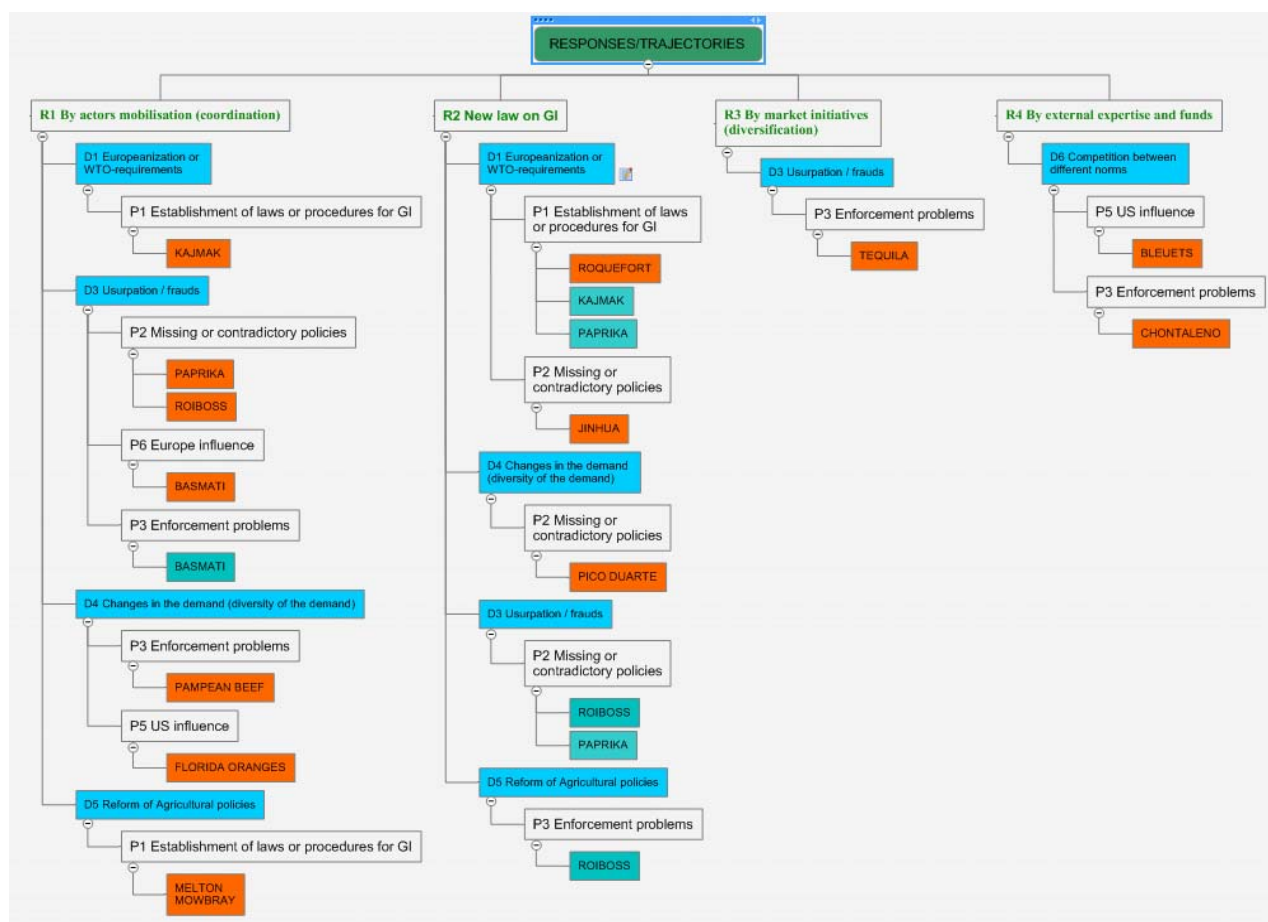 RESPONSES/TRAJECTORIES
R1 By actors mobilisation (coordination)
D1 Europeanization or
WTO-requirements
P1 Establishment of laws or procedures for GI
KAJMAK
D3 Usurpation / frauds
P2 Missing or contradictory policies
PAPRIKA
ROIBOSS
P6 Europe influence
BASMATI
P3 Enforcement problems
BASMATI
D4 Changes in the demand (diversity of the demand)
P3 Enforcement problems
PAMPEAN BEEF
P5 US influence
FLORIDA ORANGES
D5 Reform of Agricultural policies
P1 Establishment of laws or procedures for GI
MELTON
MOWBRAY
R2 New law on GI
D1 Europeanization or
WTO-requirements
P1 Establishment of laws
or procedures for GI
ROQUEFORT
KAJMAK
PAPRIKA
P2 Missing or
contradictory policies
JINHUA
D4 Changes in the demand
(diversity of the demand)
P2 Missing or
contradictory policies
PICO DUARTE
D3 Usurpation / frauds
P2 Missing or
contradictory policies
ROIBOSS
PAPRIKA
D5 Reform of Agricultural policies
P3 Enforcement problems
ROIBOSS
R3 By market initiatives
(diversification)
D3 Usurpation / frauds
P3 Enforcement problems
TEQUILA
R4 By external expertise and funds
D6 Competition between
different norms
P5 US influence
BLEUETS
P3 Enforcement problems
CHONTALENO